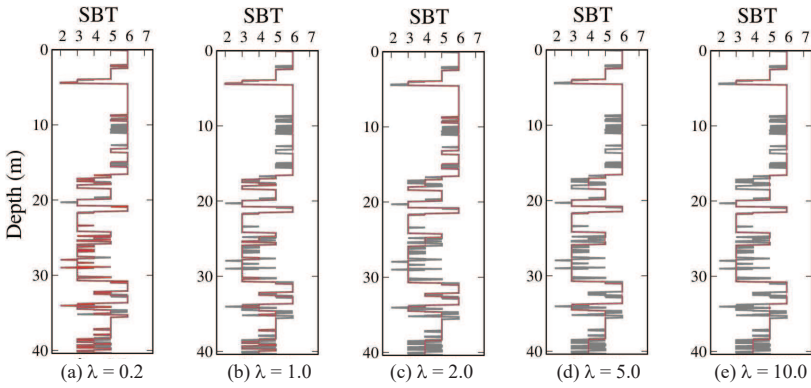 SBT SBT SBT SBT SBT
2 3 4 5 6 7 2 3 4 5 6 7 2 3 4 5 6 7 2 3 4 5 6 7 2 3 4 5 6 7
0 0 0 0 0
10 10 10 10 10
Depth (m)
20 20 20 20 20
30 30 30 30 30
40 40 40 40 40
(a) λ = 0.2 (b) λ = 1.0 (c) λ = 2.0 (d) λ = 5.0 (e) λ = 10.0